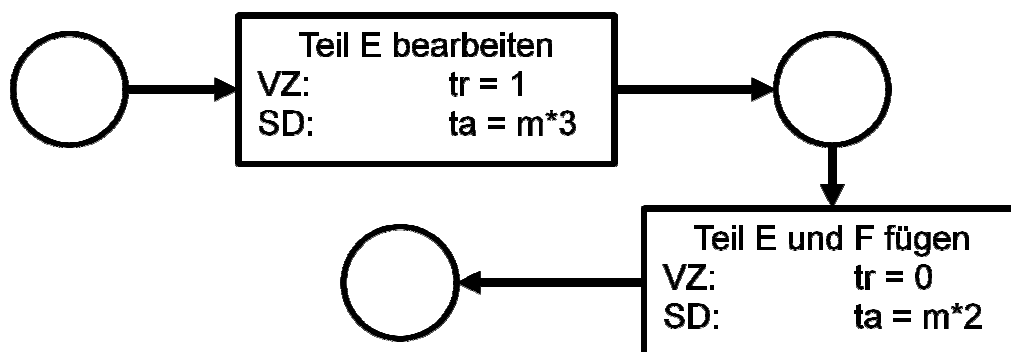 Teil E bearbeiten
VZ: tr = 1
SD: ta = m*3
Teil E und F fügen
VZ: tr = 0
SD: ta = m*2